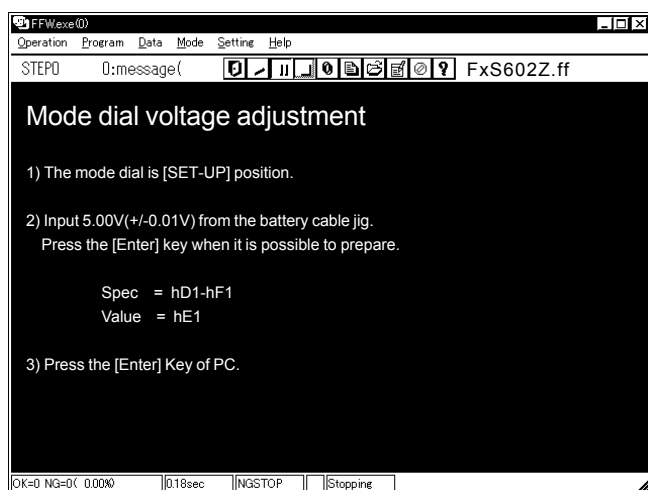 FFW.exe(0)
Operation Program Data Mode Setting Help
STEP0 0:message( FxS602Z.ff
Mode dial voltage adjustment
1) The mode dial is [SET-UP] position.
2) Input 5.00V(+/-0.01V) from the battery cable jig.
Press the [Enter] key when it is possible to prepare.
Spec = hD1-hF1
Value = hE1
3) Press the [Enter] Key of PC.
OK=0 NG=0( 0.00%) 0.18sec NGSTOP Stopping